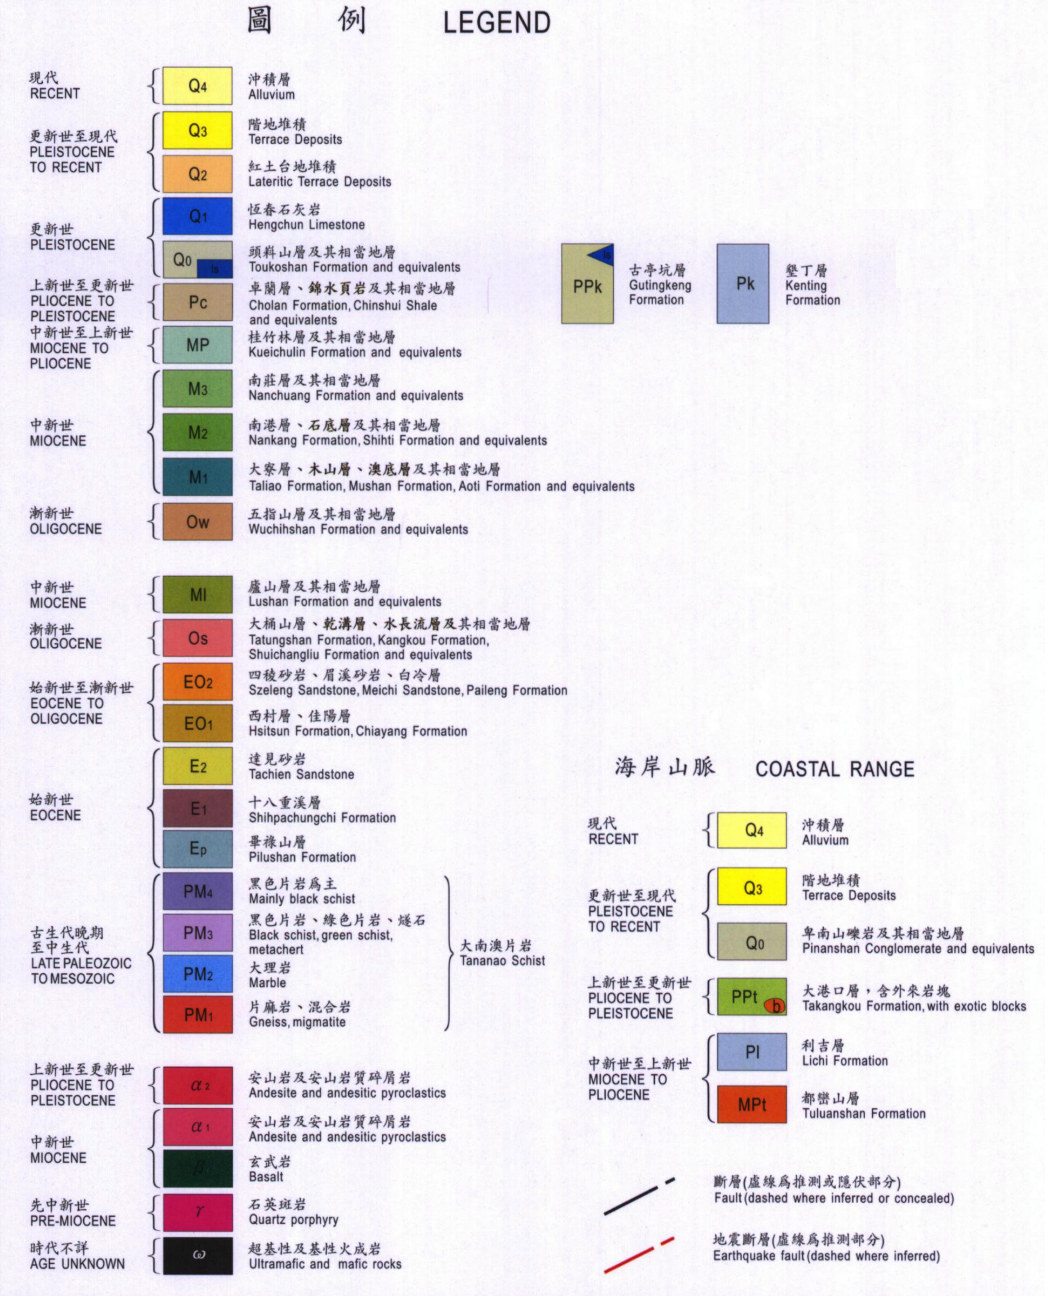 圖 例 LEGEND
現代
RECENT
Q4
沖積層
Alluvium
更新世至現代
PLEISTOCENE
TO RECENT
Q3
階地堆積
Terrace Deposits
Q2
紅土台地堆積
Lateritic Terrace Deposits
更新世
PLEISTOCENE
Q1
恆春石灰岩
Hengchun Limestone
Q0
ls
頭嵙山層及其相當地層
Toukoshan Formation and equivalents
上新世至更新世
PLIOCENE TO
PLEISTOCENE
Pc
卓蘭層、錦水頁岩及其相當地層
Cholan Formation, Chinshui Shale
and equivalents
中新世至上新世
MIOCENE TO
PLIOCENE
MP
桂竹林層及其相當地層
Kueichulin Formation and equivalents
中新世
MIOCENE
M3
南莊層及其相當地層
Nanchuang Formation and equivalents
M2
南港層、石底層及其相當地層
Nankang Formation, Shihti Formation and equivalents
M1
大寮層、木山層、澳底層及其相當地層
Taliao Formation, Mushan Formation, Aoti Formation and equivalents
漸新世
OLIGOCENE
Ow
五指山層及其相當地層
Wuchihshan Formation and equivalents
PPk
ls
古亭坑層
Gutingkeng
Formation
Pk
墾丁層
Kenting
Formation
中新世
MIOCENE
Ml
廬山層及其相當地層
Lushan Formation and equivalents
漸新世
OLIGOCENE
Os
大桶山層、乾溝層、水長流層及其相當地層
Tatungshan Formation, Kangkou Formation,
Shuichangliu Formation and equivalents
始新世至漸新世
EOCENE TO
OLIGOCENE
EO2
四稜砂岩、眉溪砂岩、白冷層
Szeleng Sandstone, Meichi Sandstone, Paileng Formation
EO1
西村層、佳陽層
Hsitsun Formation, Chiayang Formation
始新世
EOCENE
E2
達見砂岩
Tachien Sandstone
E1
十八重溪層
Shihpachungchi Formation
Ep
畢祿山層
Pilushan Formation
古生代晚期
至中生代
LATE PALEOZOIC
TO MESOZOIC
PM4
黑色片岩為主
Mainly black schist
PM3
黑色片岩、綠色片岩、燧石
Black schist, green schist,
metachert
PM2
大理岩
Marble
PM1
片麻岩、混合岩
Gneiss, migmatite
大南澳片岩
Tananao Schist
上新世至更新世
PLIOCENE TO
PLEISTOCENE
α2
安山岩及安山岩質碎屑岩
Andesite and andesitic pyroclastics
中新世
MIOCENE
α1
安山岩及安山岩質碎屑岩
Andesite and andesitic pyroclastics
β
玄武岩
Basalt
先中新世
PRE-MIOCENE
γ
石英斑岩
Quartz porphyry
時代不詳
AGE UNKNOWN
ω
超基性及基性火成岩
Ultramafic and mafic rocks
海岸山脈 COASTAL RANGE
現代
RECENT
Q4
沖積層
Alluvium
更新世至現代
PLEISTOCENE
TO RECENT
Q3
階地堆積
Terrace Deposits
Q0
卑南山礫岩及其相當地層
Pinanshan Conglomerate and equivalents
上新世至更新世
PLIOCENE TO
PLEISTOCENE
PPt
b
大港口層，含外來岩塊
Takangkou Formation, with exotic blocks
中新世至上新世
MIOCENE TO
PLIOCENE
Pl
利吉層
Lichi Formation
MPt
都巒山層
Tuluanshan Formation
斷層(虛線為推測或隱伏部分)
Fault (dashed where inferred or concealed)
地震斷層(虛線為推測部分)
Earthquake fault (dashed where inferred)